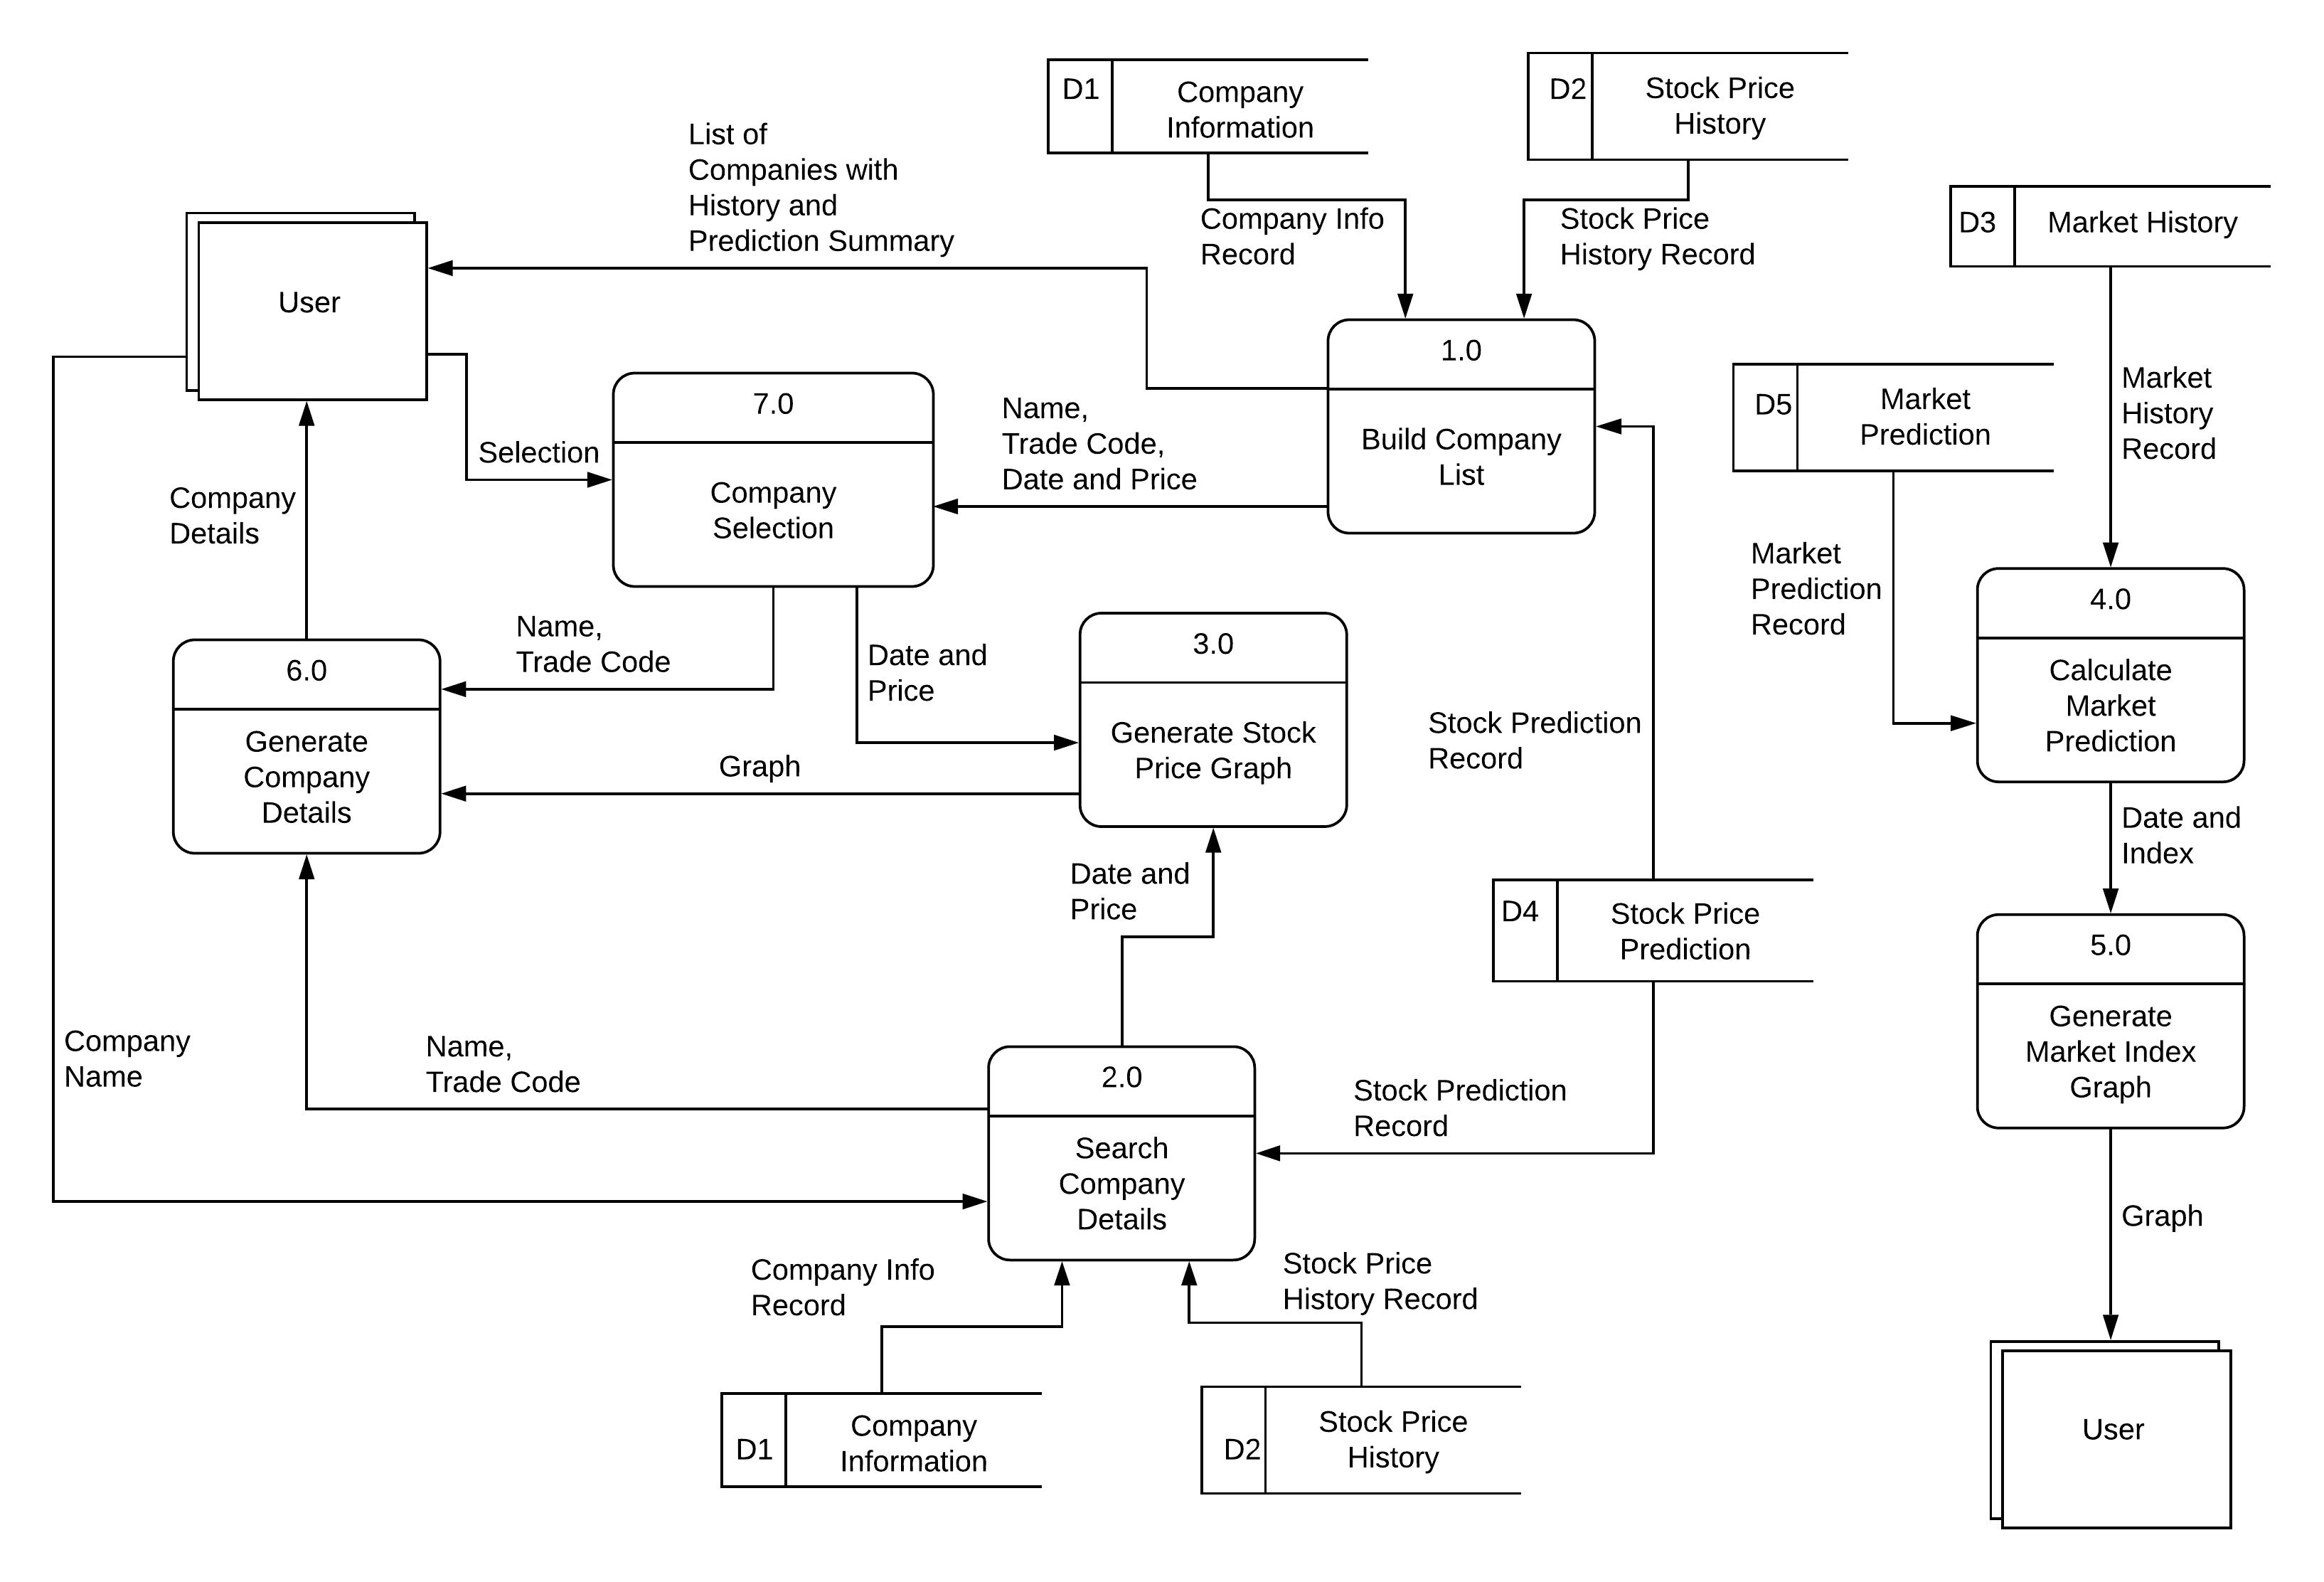 D1
Company
Information
D2
Stock Price
History
List of
Companies with
History and
Prediction Summary
Company Info
Record
Stock Price
History Record
D3
Market History
User
1.0
Build Company
List
7.0
Company
Selection
Selection
Name,
Trade Code,
Date and Price
D5
Market
Prediction
Market
History
Record
Company
Details
Market
Prediction
Record
4.0
Calculate
Market
Prediction
Name,
Trade Code
Date and
Price
3.0
Generate Stock
Price Graph
6.0
Generate
Company
Details
Graph
Stock Prediction
Record
Date and
Index
Date and
Price
D4
Stock Price
Prediction
5.0
Generate
Market Index
Graph
Company
Name
Name,
Trade Code
2.0
Search
Company
Details
Stock Prediction
Record
Graph
Company Info
Record
Stock Price
History Record
D1
Company
Information
D2
Stock Price
History
User